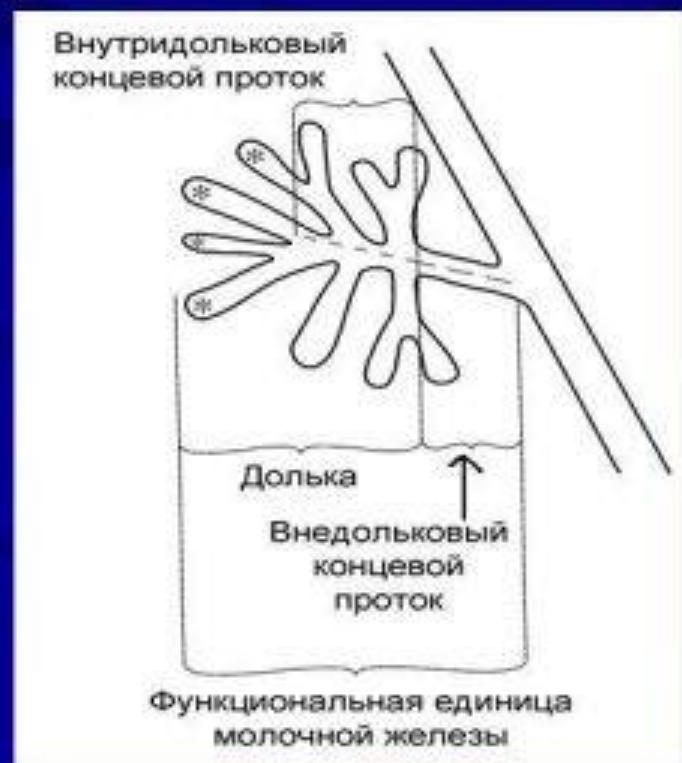 Внутридольковый
концевой проток
Долька
Внедольковый
концевой
проток
Функциональная единица
молочной железы